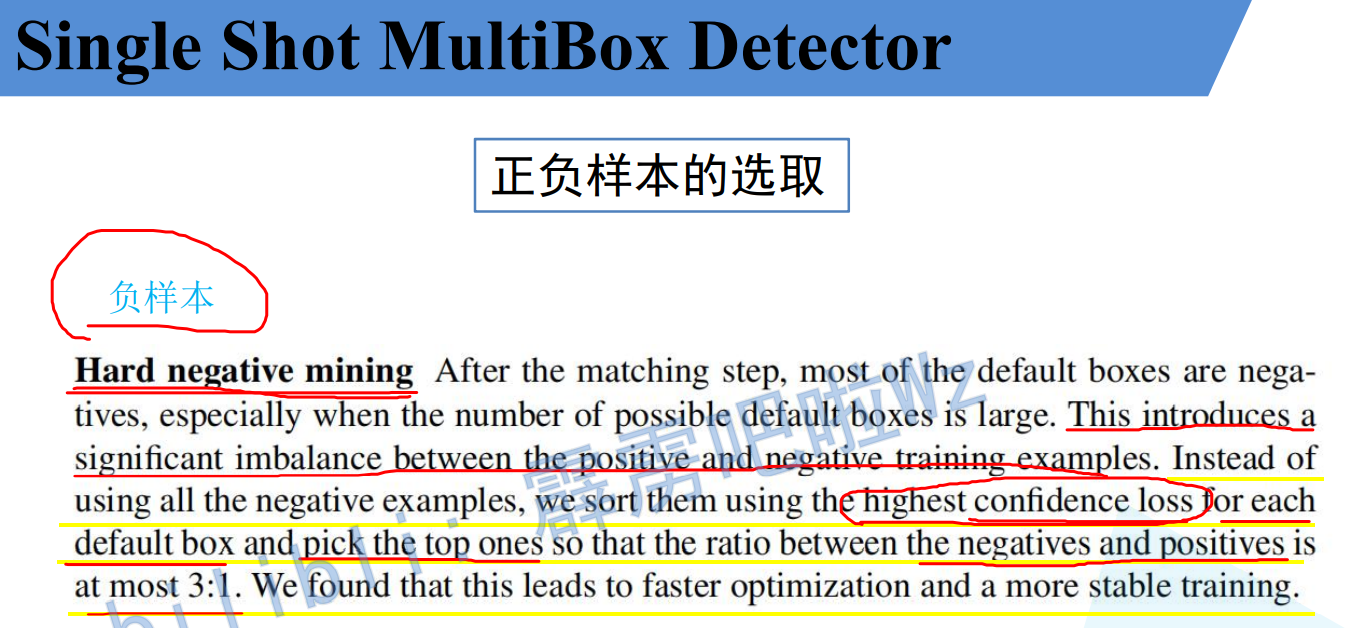 Single Shot MultiBox Detector
正负样本的选取
负样本
Hard negative mining After the matching step, most of the default boxes are nega-
tives, especially when the number of possible default boxes is large. This introduces a
significant imbalance between the positive and negative training examples. Instead of
using all the negative examples, we sort them using the highest confidence loss for each
default box and pick the top ones so that the ratio between the negatives and positives is
at most 3:1. We found that this leads to faster optimization and a more stable training.
bilibili: 霹雳吧啦Wz